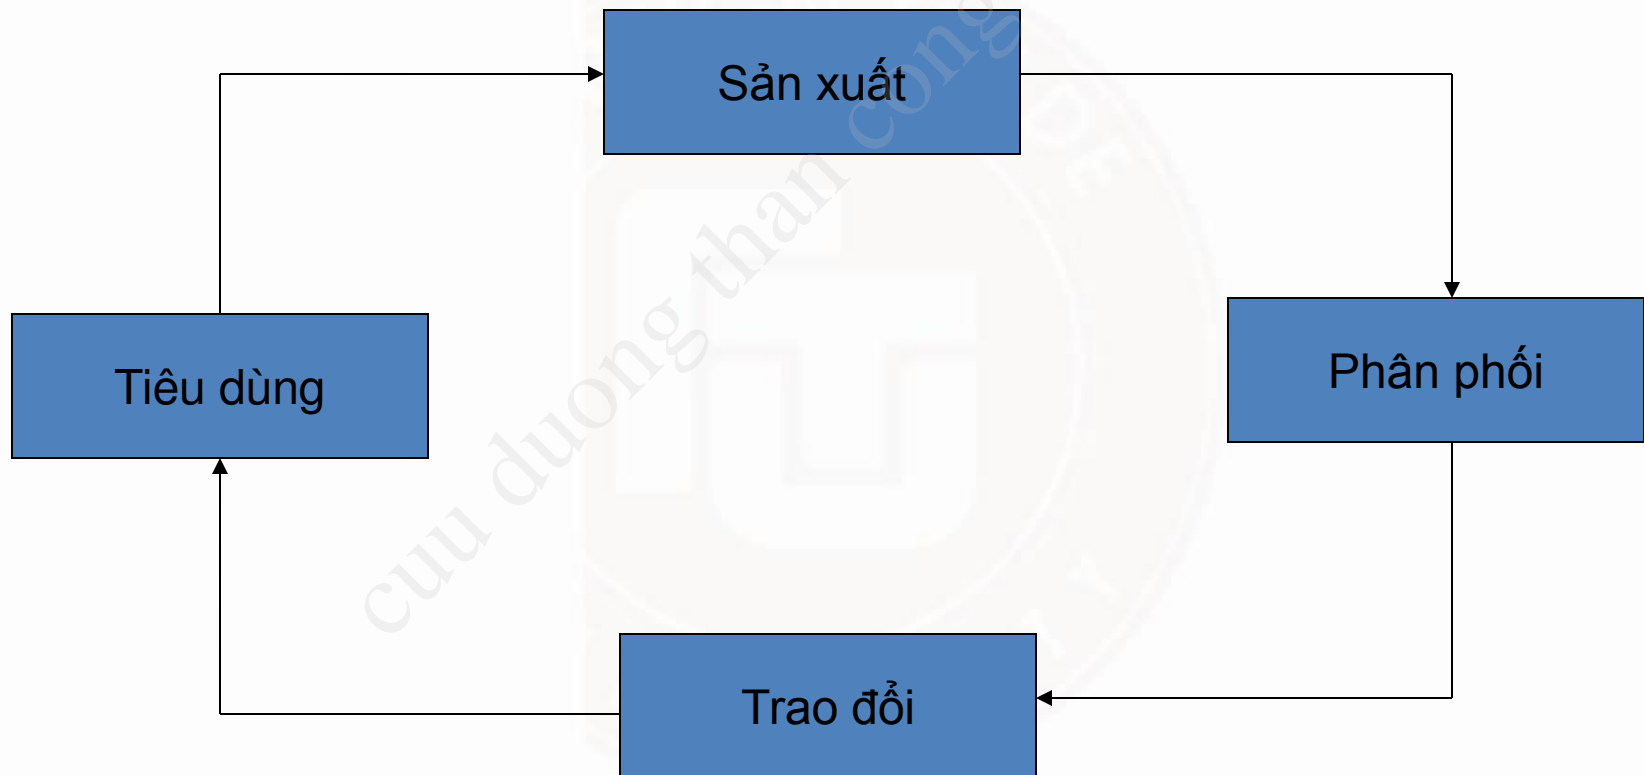 Sản xuất
Phân phối
Tiêu dùng
Trao đổi
cuu duong than cong